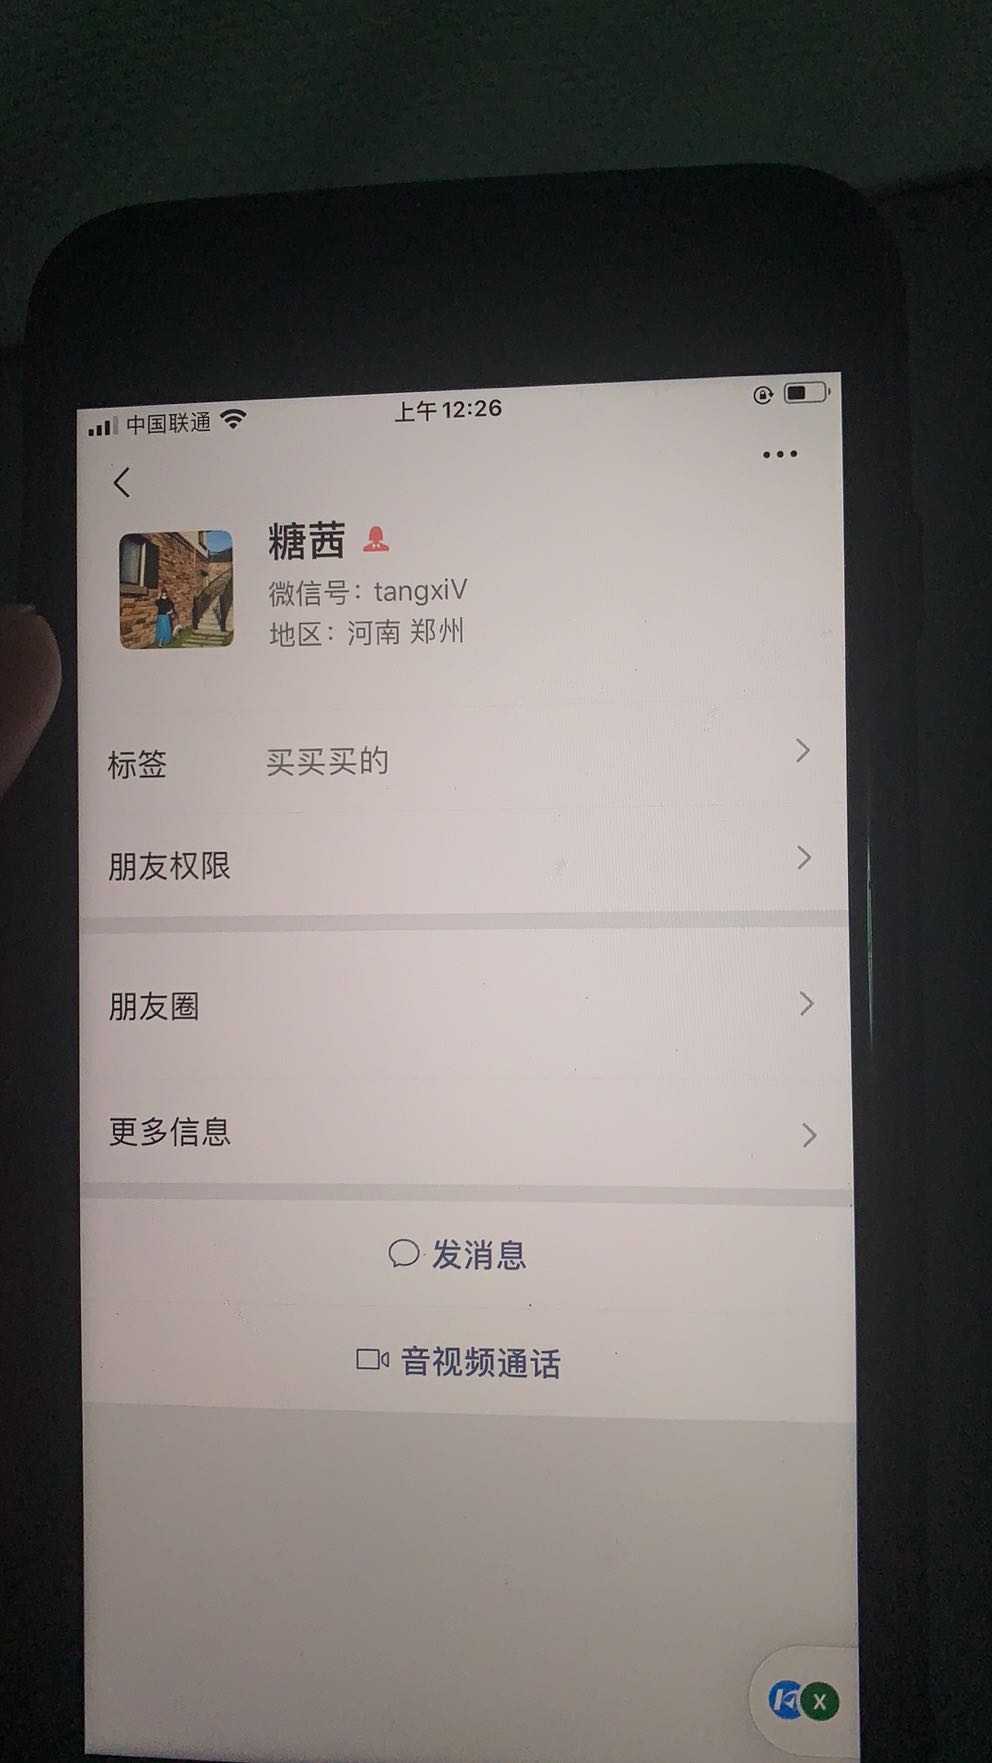 中国联通
上午12:26
糖茜
微信号：tangxiV
地区：河南 郑州
标签 买买买的
朋友权限
朋友圈
更多信息
发消息
音视频通话
X